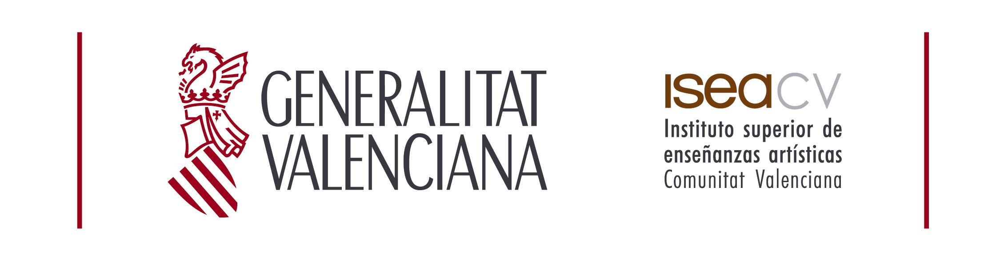 GENERALITAT
VALENCIANA
ISeacv
Instituto superior de
enseñanzas artísticas
Comunitat Valenciana